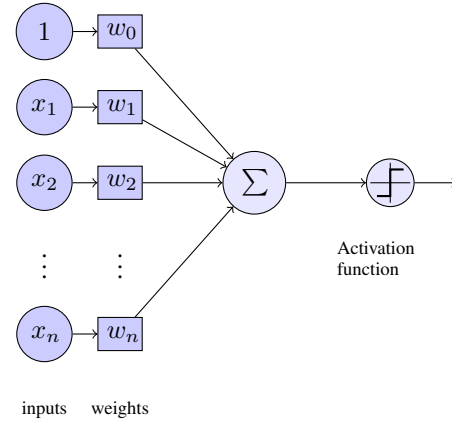 1 w₀
x₁ w₁
x₂ w₂
∑
Activation
function
⋮ ⋮
xₙ wₙ
inputs weights